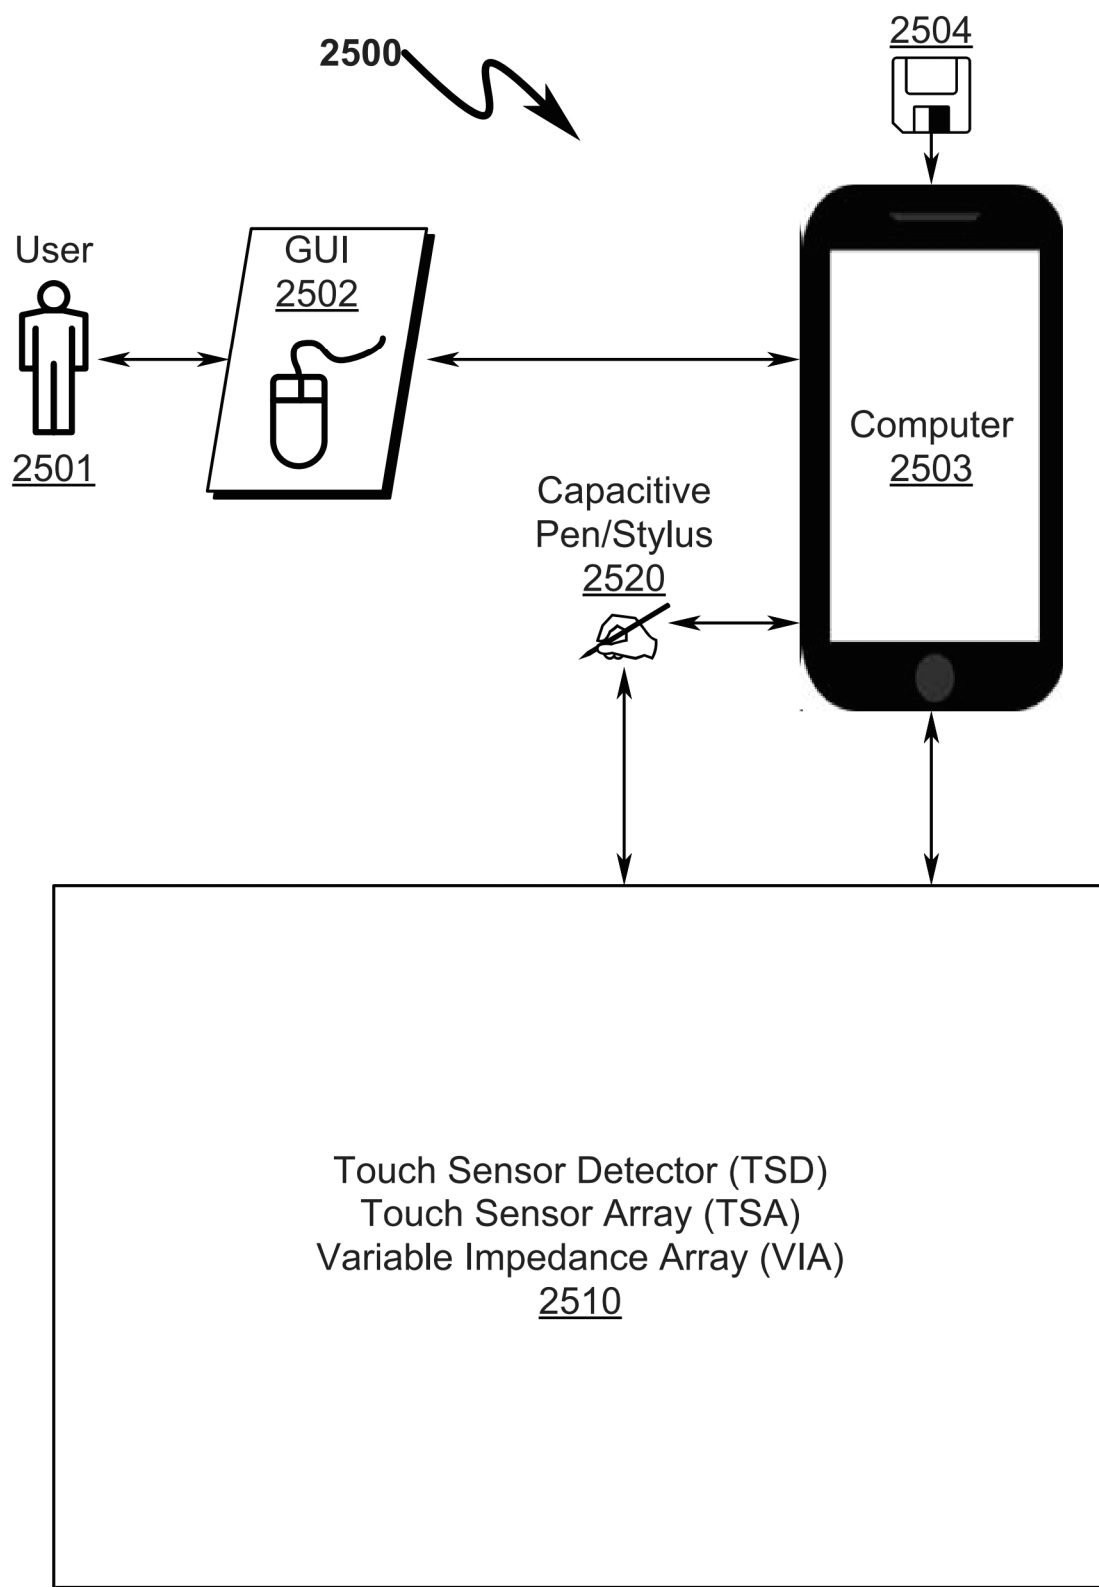 2500
2504
User
2501
GUI
2502
Computer
2503
Capacitive
Pen/Stylus
2520
Touch Sensor Detector (TSD)
Touch Sensor Array (TSA)
Variable Impedance Array (VIA)
2510